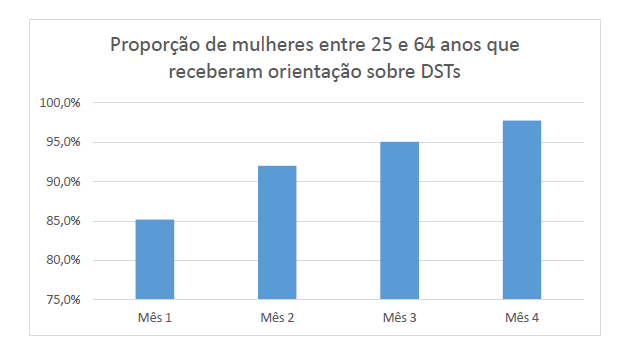 Proporção de mulheres entre 25 e 64 anos que
receberam orientação sobre DSTs
100,0%
95,0%
90,0%
85,0%
80,0%
75,0%
Mês 1
Mês 2
Mês 3
Mês 4